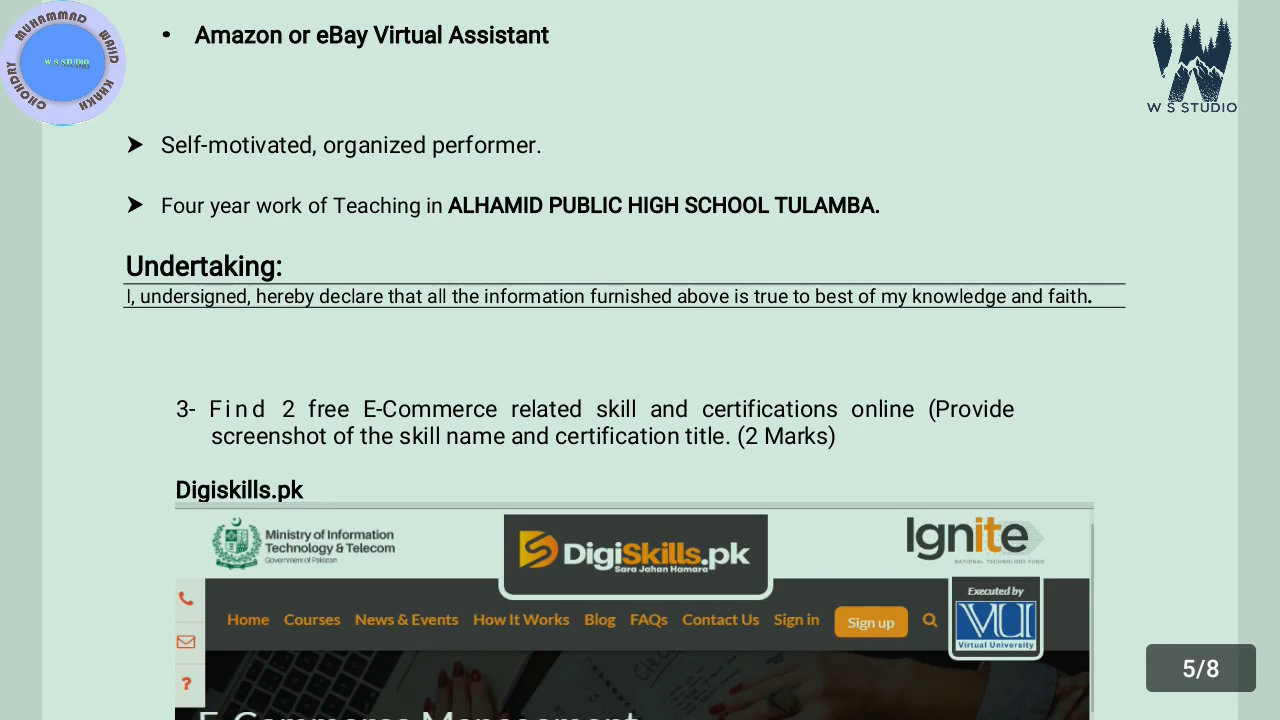 MUHAMMAD WAJID KHAKH CHOHDRY
W S STUDIO
• Amazon or eBay Virtual Assistant
W S STUDIO
➤ Self-motivated, organized performer.
➤ Four year work of Teaching in ALHAMID PUBLIC HIGH SCHOOL TULAMBA.
Undertaking:
I, undersigned, hereby declare that all the information furnished above is true to best of my knowledge and faith.
3- Find 2 free E-Commerce related skill and certifications online (Provide
screenshot of the skill name and certification title. (2 Marks)
Digiskills.pk
Ministry of Information
Technology & Telecom
Government of Pakistan
DigiSkills.pk
Sara Jahan Hamara
Ignite
NATIONAL TECHNOLOGY FUND
Executed by
VU
Virtual University
Home Courses News & Events How It Works Blog FAQs Contact Us Sign in Sign up
?
E-Commerce Management
5/8